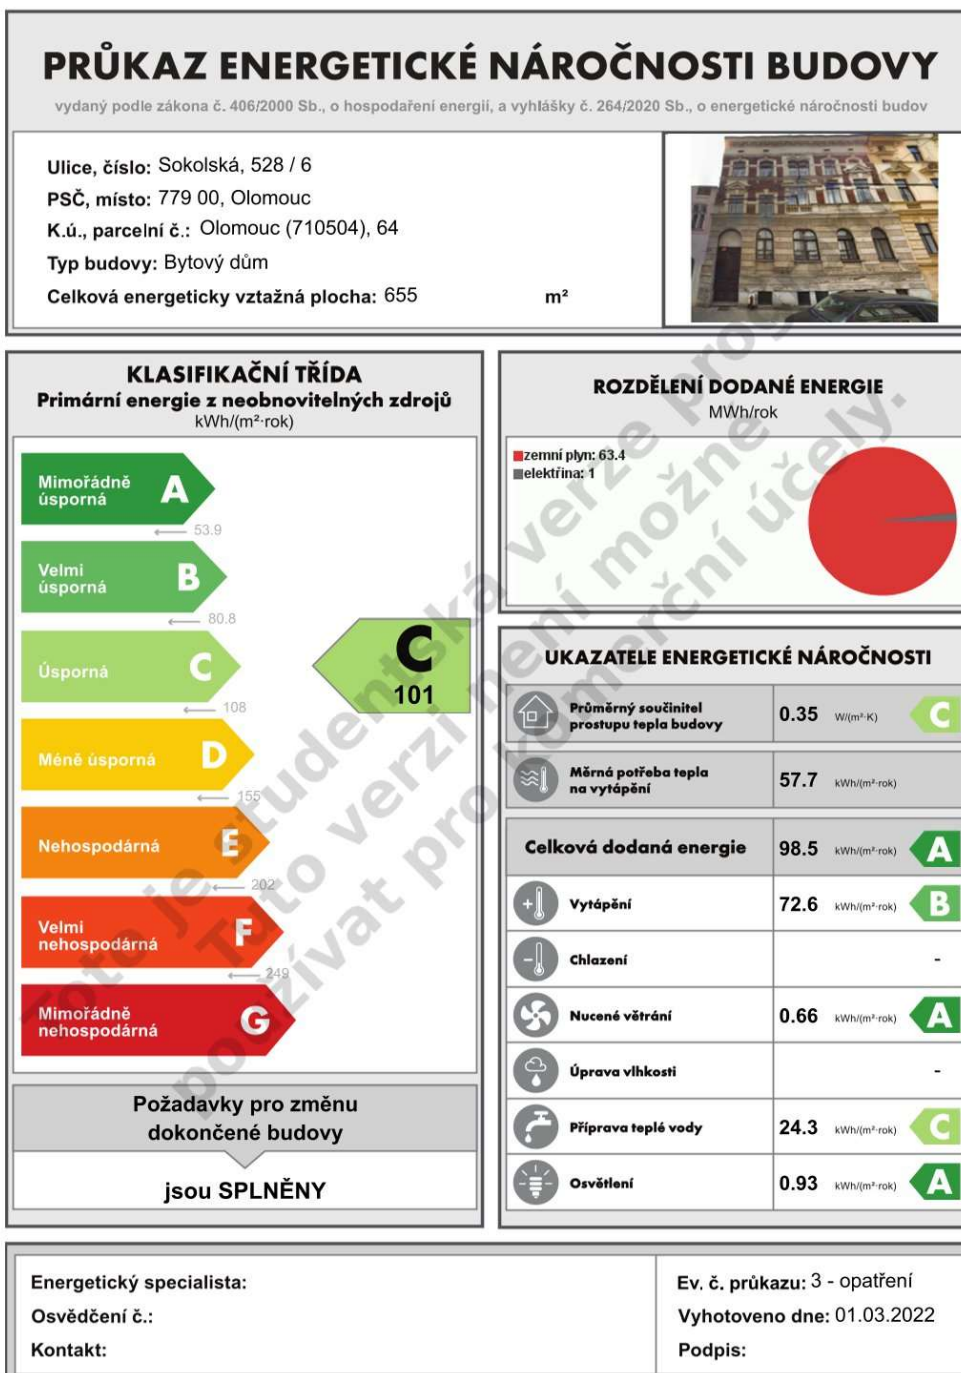 PRŮKAZ ENERGETICKÉ NÁROČNOSTI BUDOVY
vydaný podle zákona č. 406/2000 Sb., o hospodaření energií, a vyhlášky č. 264/2020 Sb., o energetické náročnosti budov
Ulice, číslo: Sokolská, 528 / 6
PSČ, místo: 779 00, Olomouc
K.ú., parcelní č.: Olomouc (710504), 64
Typ budovy: Bytový dům
Celková energeticky vztažná plocha: 655 m²
KLASIFIKAČNÍ TŘÍDA
Primární energie z neobnovitelných zdrojů
kWh/(m²·rok)
Mimořádně úsporná A
53.9
Velmi úsporná B
80.8
Úsporná C
108
Méně úsporná D
155
Nehospodárná E
202
Velmi nehospodárná F
249
Mimořádně nehospodárná G
C
101
Požadavky pro změnu
dokončené budovy
jsou SPLNĚNY
ROZDĚLENÍ DODANÉ ENERGIE
MWh/rok
zemní plyn: 63.4
elektřina: 1
UKAZATELE ENERGETICKÉ NÁROČNOSTI
Průměrný součinitel prostupu tepla budovy 0.35 W/(m²·K) C
Měrná potřeba tepla na vytápění 57.7 kWh/(m²·rok)
Celková dodaná energie 98.5 kWh/(m²·rok) A
Vytápění 72.6 kWh/(m²·rok) B
Chlazení -
Nucené větrání 0.66 kWh/(m²·rok) A
Úprava vlhkosti -
Příprava teplé vody 24.3 kWh/(m²·rok) C
Osvětlení 0.93 kWh/(m²·rok) A
Energetický specialista:
Osvědčení č.:
Kontakt:
Ev. č. průkazu: 3 - opatření
Vyhotoveno dne: 01.03.2022
Podpis:
Toto je studentská verze
Tuto verzi není možné
používat pro komerční účely.